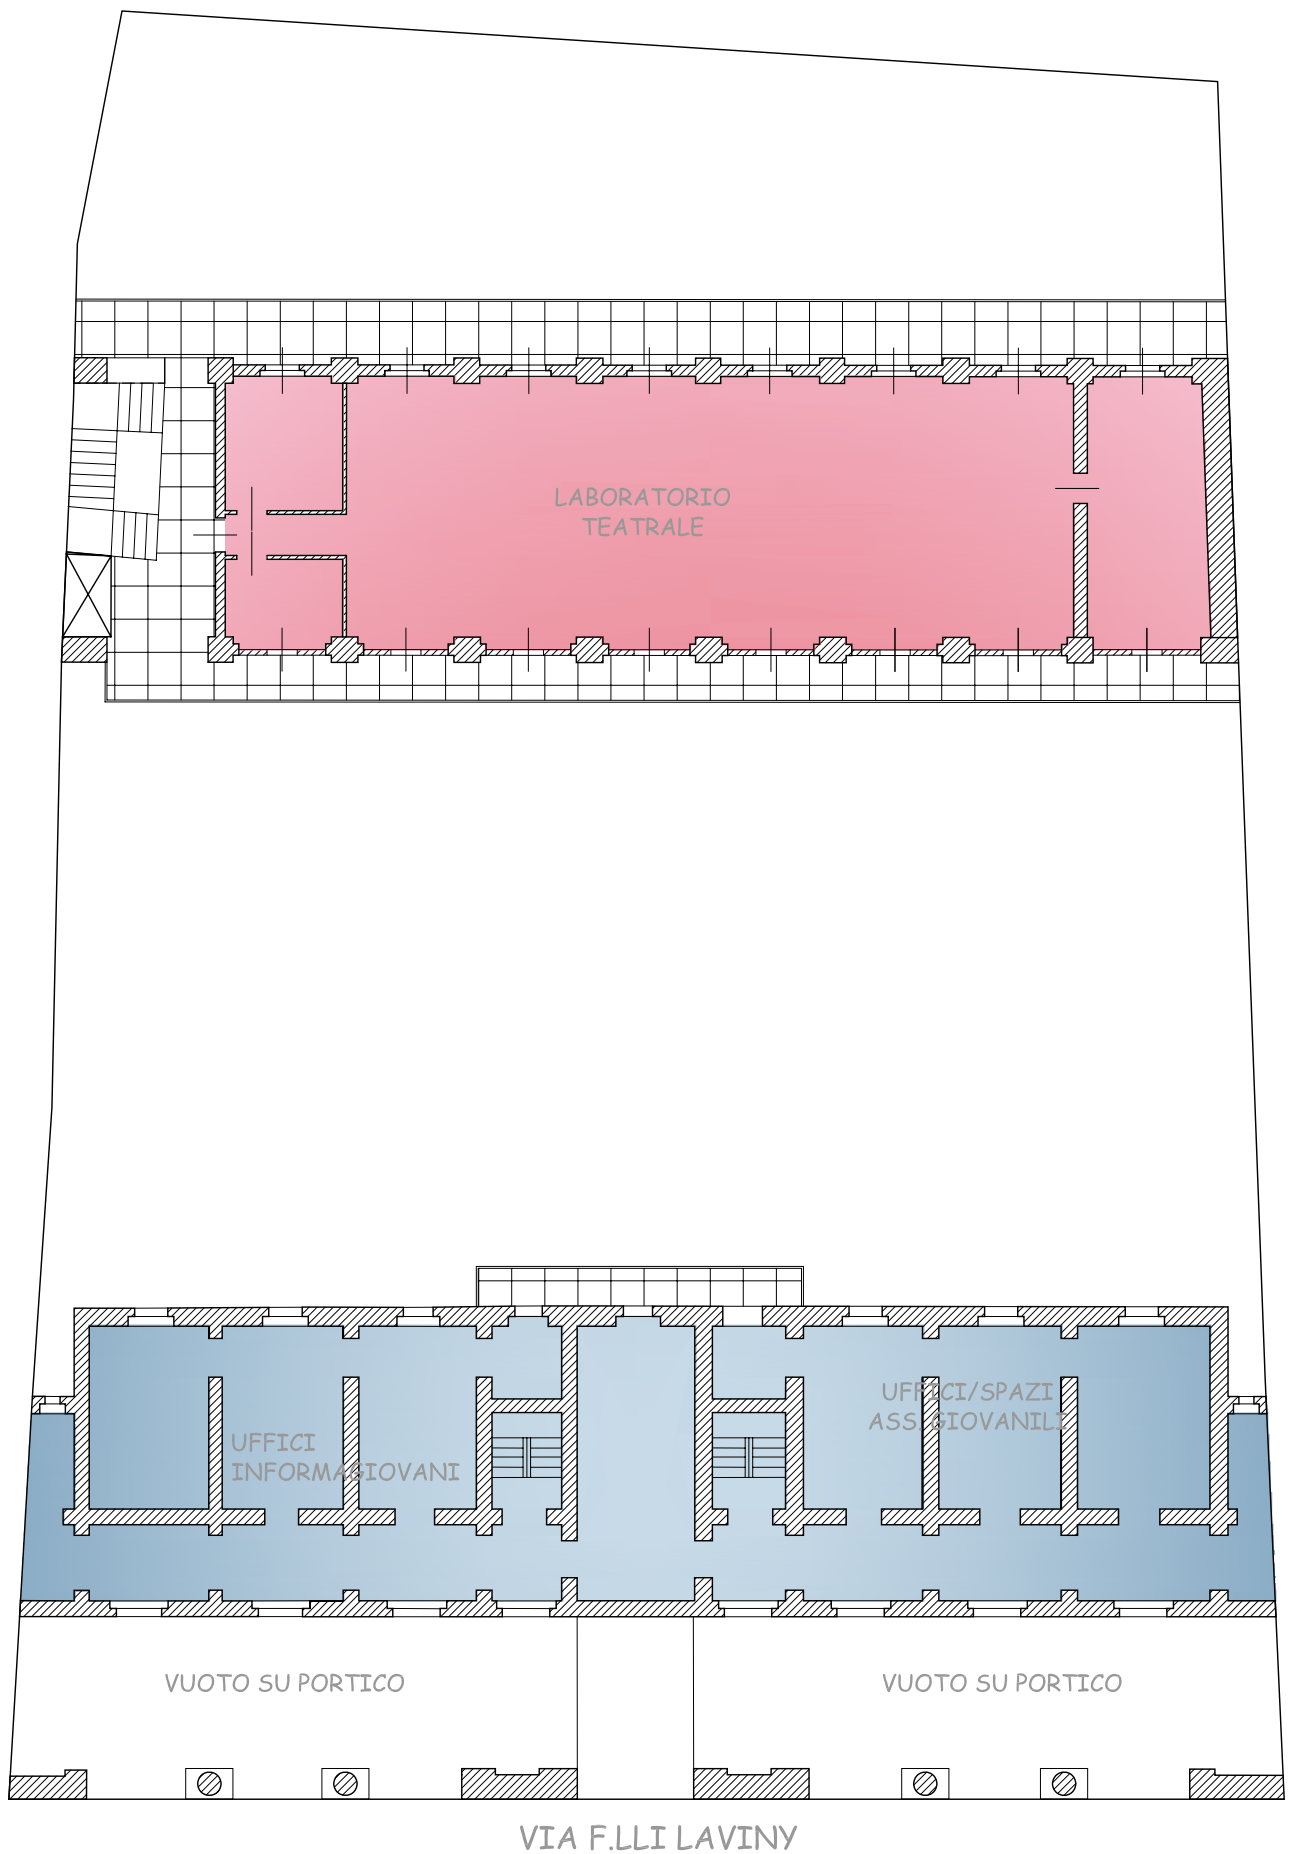 LABORATORIO
TEATRALE
UFFICI/SPAZI
ASS. GIOVANILI
UFFICI
INFORMAGIOVANI
VUOTO SU PORTICO
VUOTO SU PORTICO
VIA F.LLI LAVINY